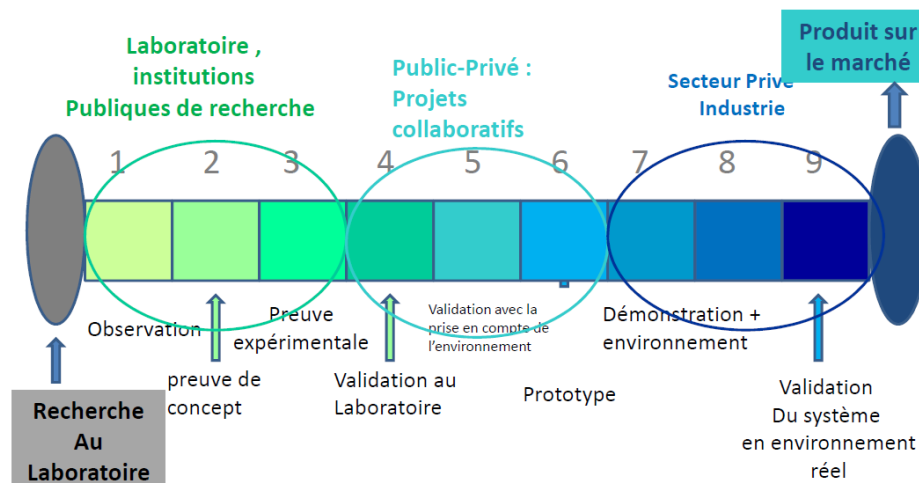 Laboratoire ,
institutions
Publiques de recherche
Public-Privé :
Projets
collaboratifs
Secteur Privé
Industrie
Produit sur
le marché
1 2 3 4 5 6 7 8 9
Observation
preuve de
concept
Preuve
expérimentale
Validation au
Laboratoire
Validation avec la
prise en compte de
l'environnement
Prototype
Démonstration +
environnement
Validation
Du système
en environnement
réel
Recherche
Au
Laboratoire